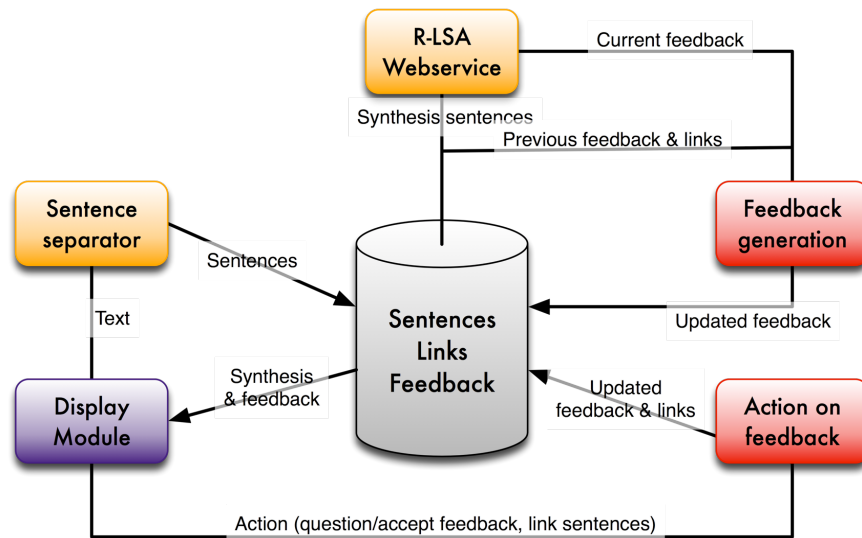 R-LSA
Webservice
Current feedback
Synthesis sentences
Previous feedback & links
Sentence
separator
Feedback
generation
Sentences
Text
Sentences
Links
Feedback
Updated feedback
Synthesis
& feedback
Updated
feedback & links
Display
Module
Action on
feedback
Action (question/accept feedback, link sentences)